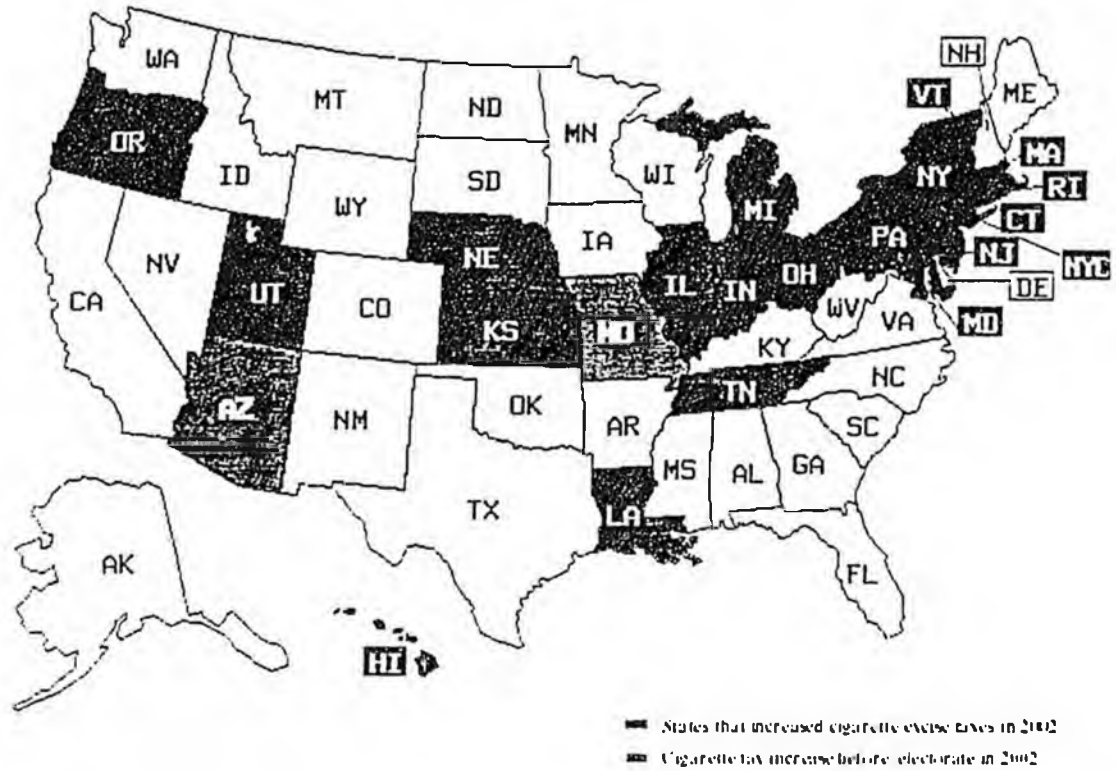 NH
WA
VT
ME
MT
ND
MN
OR
MA
NY
ID
SD
WI
RI
WY
MI
CT
IA
PA
NE
NV
NJ
NYC
OH
UT
IL
IN
DE
CA
CO
WV
MO
MD
KS
VA
KY
NC
TN
AZ
OK
NM
AR
SC
MS
AL
GA
TX
LA
AK
FL
HI
States that increased cigarette excise taxes in 2002
Cigarette tax increase before electorate in 2002